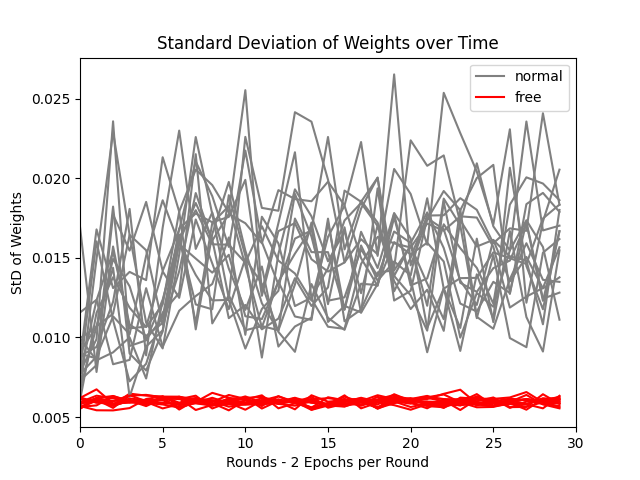 Standard Deviation of Weights over Time
normal
free
StD of Weights
0.025
0.020
0.015
0.010
0.005
0 5 10 15 20 25 30
Rounds - 2 Epochs per Round